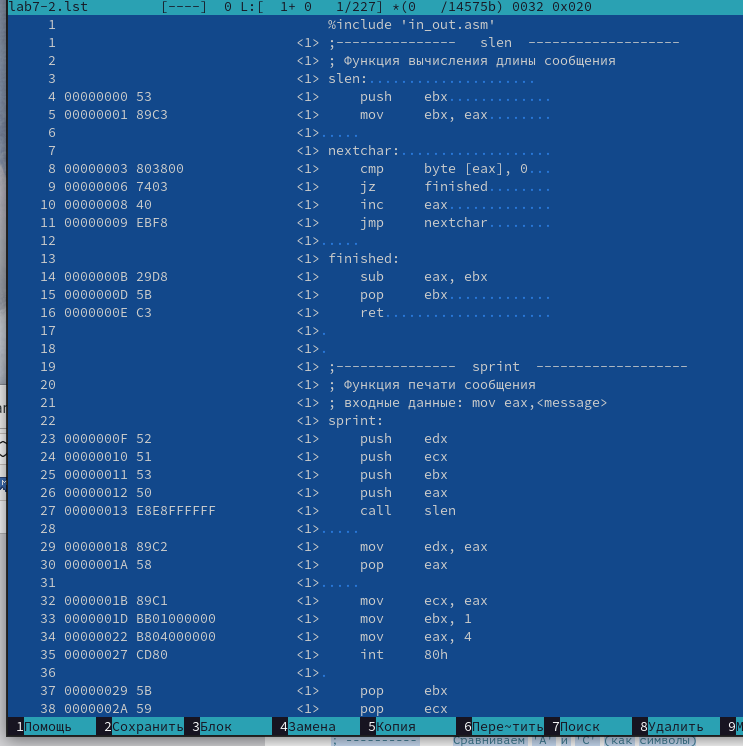 lab7-2.lst [----] 0 L:[ 1+ 0 1/227] *(0 /14575b) 0032 0x020
1 %include 'in_out.asm'
1 <1> ;--------------- slen -------------------
2 <1> ; Функция вычисления длины сообщения
3 <1> slen:.....................
4 00000000 53 <1> push ebx.............
5 00000001 89C3 <1> mov ebx, eax........
6 <1>.....
7 <1> nextchar:...................
8 00000003 803800 <1> cmp byte [eax], 0...
9 00000006 7403 <1> jz finished........
10 00000008 40 <1> inc eax.............
11 00000009 EBF8 <1> jmp nextchar........
12 <1>.....
13 <1> finished:
14 0000000B 29D8 <1> sub eax, ebx
15 0000000D 5B <1> pop ebx.............
16 0000000E C3 <1> ret.....................
17 <1>.
18 <1>.
19 <1> ;--------------- sprint -------------------
20 <1> ; Функция печати сообщения
21 <1> ; входные данные: mov eax,<message>
22 <1> sprint:
23 0000000F 52 <1> push edx
24 00000010 51 <1> push ecx
25 00000011 53 <1> push ebx
26 00000012 50 <1> push eax
27 00000013 E8E8FFFFFF <1> call slen
28 <1>.....
29 00000018 89C2 <1> mov edx, eax
30 0000001A 58 <1> pop eax
31 <1>.....
32 0000001B 89C1 <1> mov ecx, eax
33 0000001D BB01000000 <1> mov ebx, 1
34 00000022 B804000000 <1> mov eax, 4
35 00000027 CD80 <1> int 80h
36 <1>.
37 00000029 5B <1> pop ebx
38 0000002A 59 <1> pop ecx
1Помощь 2Сохранить 3Блок 4Замена 5Копия 6Пере~тить 7Поиск 8Удалить 9М
; ---------- Сравниваем 'A' и 'C' (как символы)